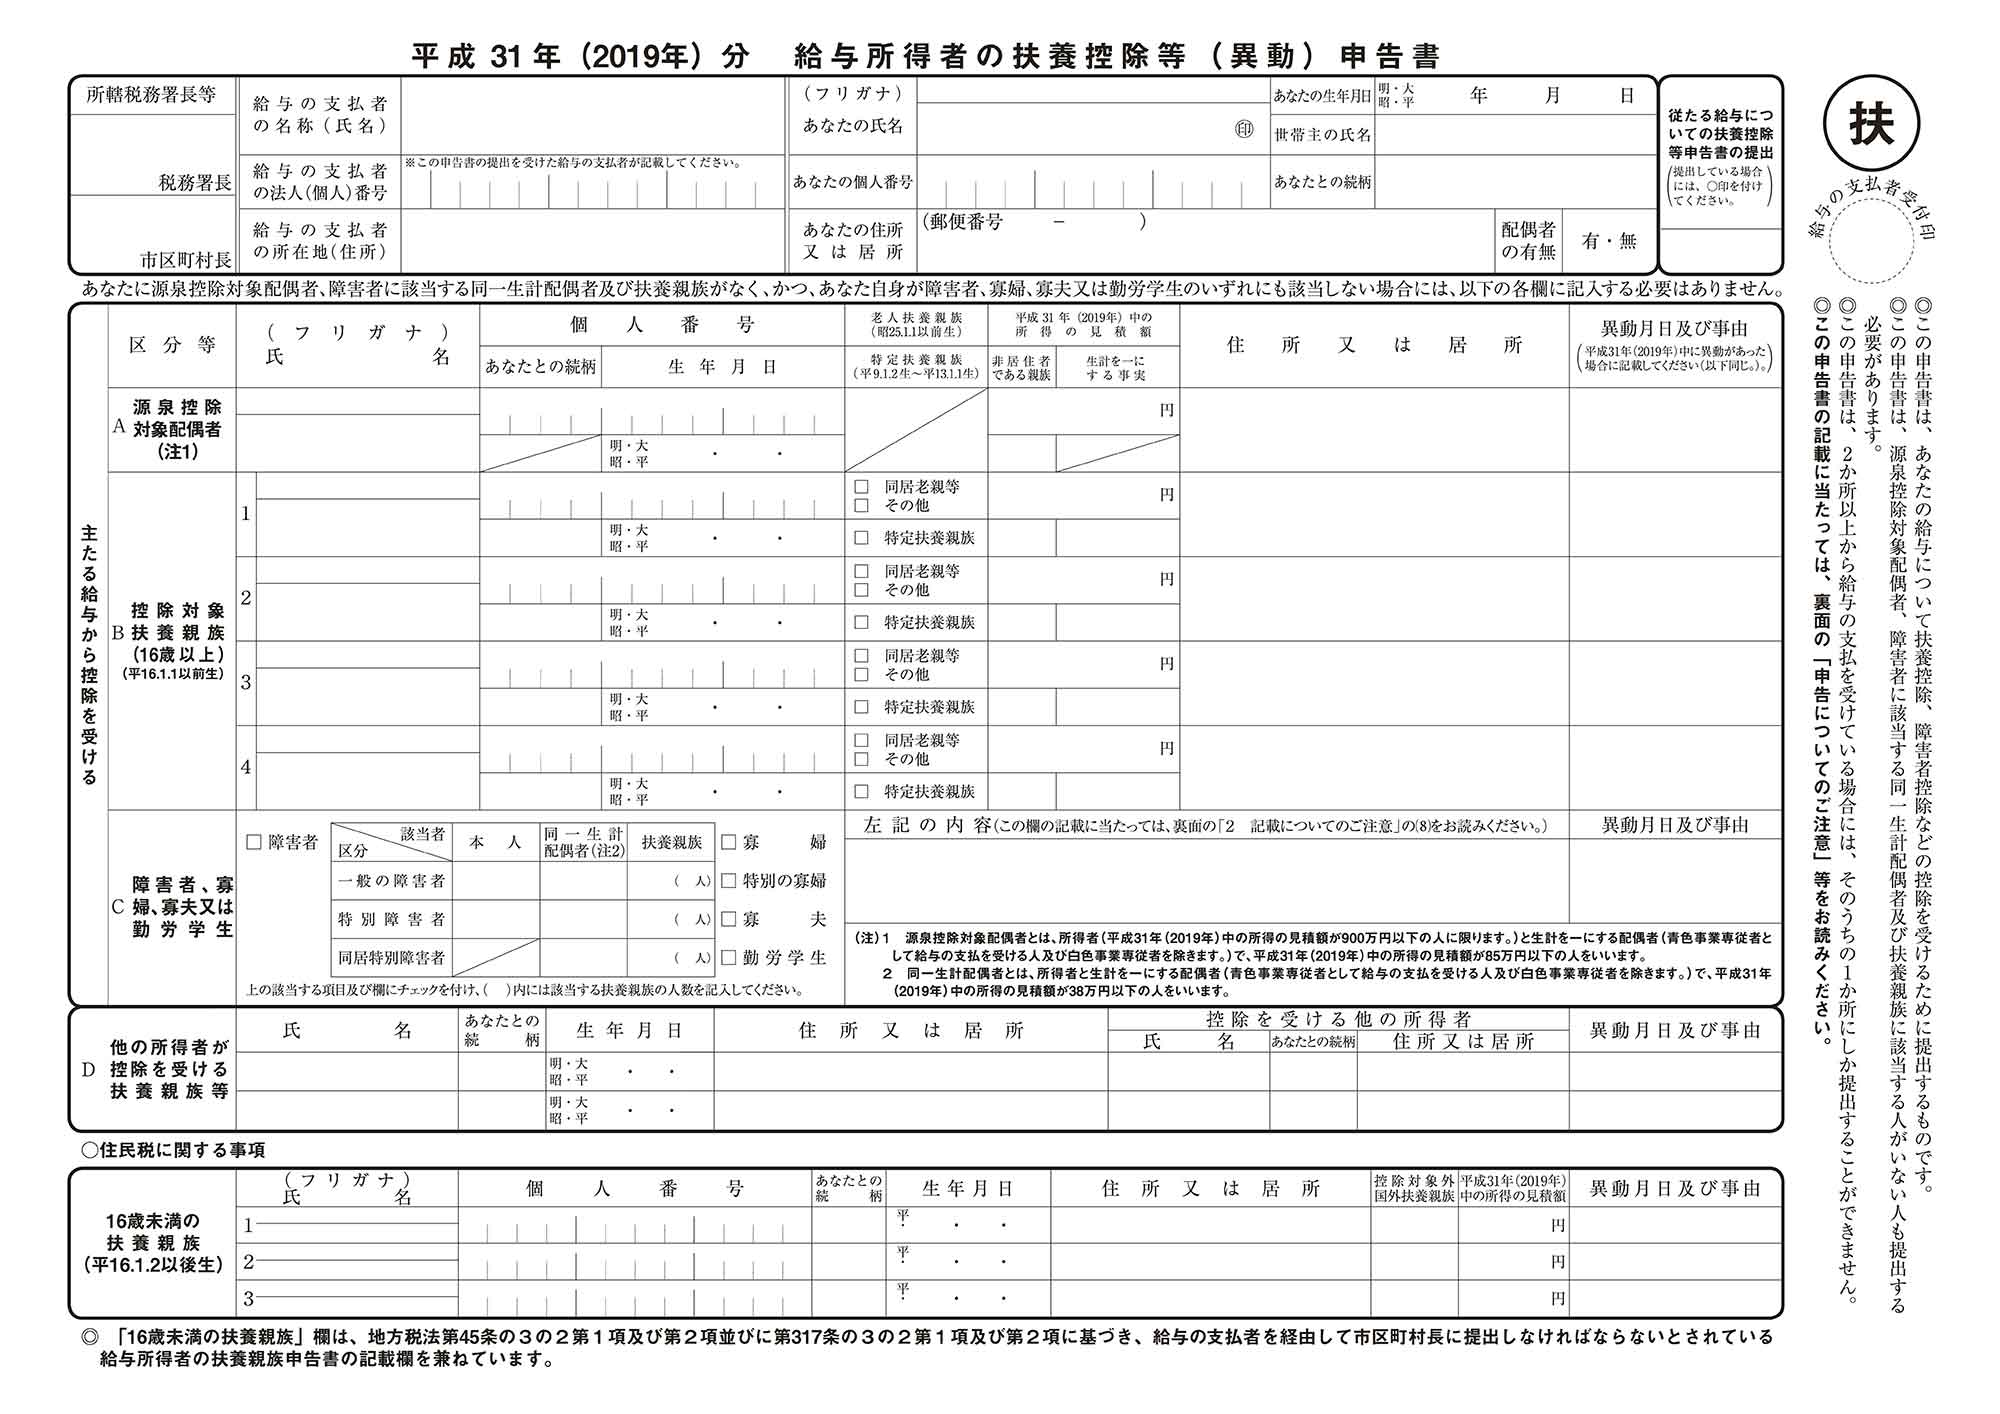 平成 31 年（2019年）分　給与所得者の扶養控除等（異動）申告書
所轄税務署長等
税務署長
市区町村長
給与の支払者
の名称（氏名）
給与の支払者
の法人（個人）番号
※この申告書の提出を受けた給与の支払者が記載してください。
給与の支払者
の所在地（住所）
（フリガナ）
あなたの氏名
㊞
あなたの個人番号
あなたの住所
又は居所
（郵便番号　　－　　）
あなたの生年月日
明・大
昭・平
年　月　日
世帯主の氏名
あなたとの続柄
配偶者
の有無
有・無
従たる給与につ
いての扶養控除
等申告書の提出
（提出している場合
には、○印を付け
てください。）
扶
給与の支払者受付印
あなたに源泉控除対象配偶者、障害者に該当する同一生計配偶者及び扶養親族がなく、かつ、あなた自身が障害者、寡婦、寡夫又は勤労学生のいずれにも該当しない場合には、以下の各欄に記入する必要はありません。
主たる給与から控除を受ける
区分等
（フリガナ）
氏　名
個人番号
あなたとの続柄
生年月日
老人扶養親族
（昭25.1.1以前生）
特定扶養親族
（平9.1.2生～平13.1.1生）
平成 31 年（2019年）中の
所得の見積額
非居住者
である親族
生計を一に
する事実
住所又は居所
異動月日及び事由
（平成31年（2019年）中に異動があった
場合に記載してください（以下同じ。）。）
A
源泉控除
対象配偶者
（注1）
明・大
昭・平
・　・
円
B
控除対象
扶養親族
（16歳以上）
（平16.1.1以前生）
1
明・大
昭・平
・　・
□ 同居老親等
□ その他
□ 特定扶養親族
円
2
明・大
昭・平
・　・
□ 同居老親等
□ その他
□ 特定扶養親族
円
3
明・大
昭・平
・　・
□ 同居老親等
□ その他
□ 特定扶養親族
円
4
明・大
昭・平
・　・
□ 同居老親等
□ その他
□ 特定扶養親族
円
C
障害者、寡
婦、寡夫又は
勤労学生
□ 障害者
該当者
区分
本人
同一生計
配偶者（注2）
扶養親族
一般の障害者
（　人）
特別障害者
（　人）
同居特別障害者
（　人）
□ 寡　婦
□ 特別の寡婦
□ 寡　夫
□ 勤労学生
上の該当する項目及び欄にチェックを付け、（　）内には該当する扶養親族の人数を記入してください。
左記の内容（この欄の記載に当たっては、裏面の「2　記載についてのご注意」の(8)をお読みください。）
異動月日及び事由
（注）1　源泉控除対象配偶者とは、所得者（平成31年（2019年）中の所得の見積額が900万円以下の人に限ります。）と生計を一にする配偶者（青色事業専従者と
して給与の支払を受ける人及び白色事業専従者を除きます。）で、平成31年（2019年）中の所得の見積額が85万円以下の人をいいます。
2　同一生計配偶者とは、所得者と生計を一にする配偶者（青色事業専従者として給与の支払を受ける人及び白色事業専従者を除きます。）で、平成31年
（2019年）中の所得の見積額が38万円以下の人をいいます。
D
他の所得者が
控除を受ける
扶養親族等
氏　名
あなたとの
続　柄
生年月日
住所又は居所
控除を受ける他の所得者
氏　名
あなたとの続柄
住所又は居所
異動月日及び事由
明・大
昭・平
・　・
明・大
昭・平
・　・
○住民税に関する事項
16歳未満の
扶養親族
（平16.1.2以後生）
（フリガナ）
氏　名
個人番号
あなたとの
続　柄
生年月日
住所又は居所
控除対象外
国外扶養親族
平成31年（2019年）
中の所得の見積額
異動月日及び事由
1
平
・　・　・
円
2
平
・　・　・
円
3
平
・　・　・
円
◎　「16歳未満の扶養親族」欄は、地方税法第45条の３の２第１項及び第２項並びに第317条の３の２第１項及び第２項に基づき、給与の支払者を経由して市区町村長に提出しなければならないとされている
給与所得者の扶養親族申告書の記載欄を兼ねています。
◎この申告書は、あなたの給与について扶養控除、障害者控除などの控除を受けるために提出するものです。
◎この申告書は、源泉控除対象配偶者、障害者に該当する同一生計配偶者及び扶養親族に該当する人がいない人も提出する
必要があります。
◎この申告書は、２か所以上から給与の支払を受けている場合には、そのうちの１か所にしか提出することができません。
◎この申告書の記載に当たっては、裏面の「申告についてのご注意」等をお読みください。